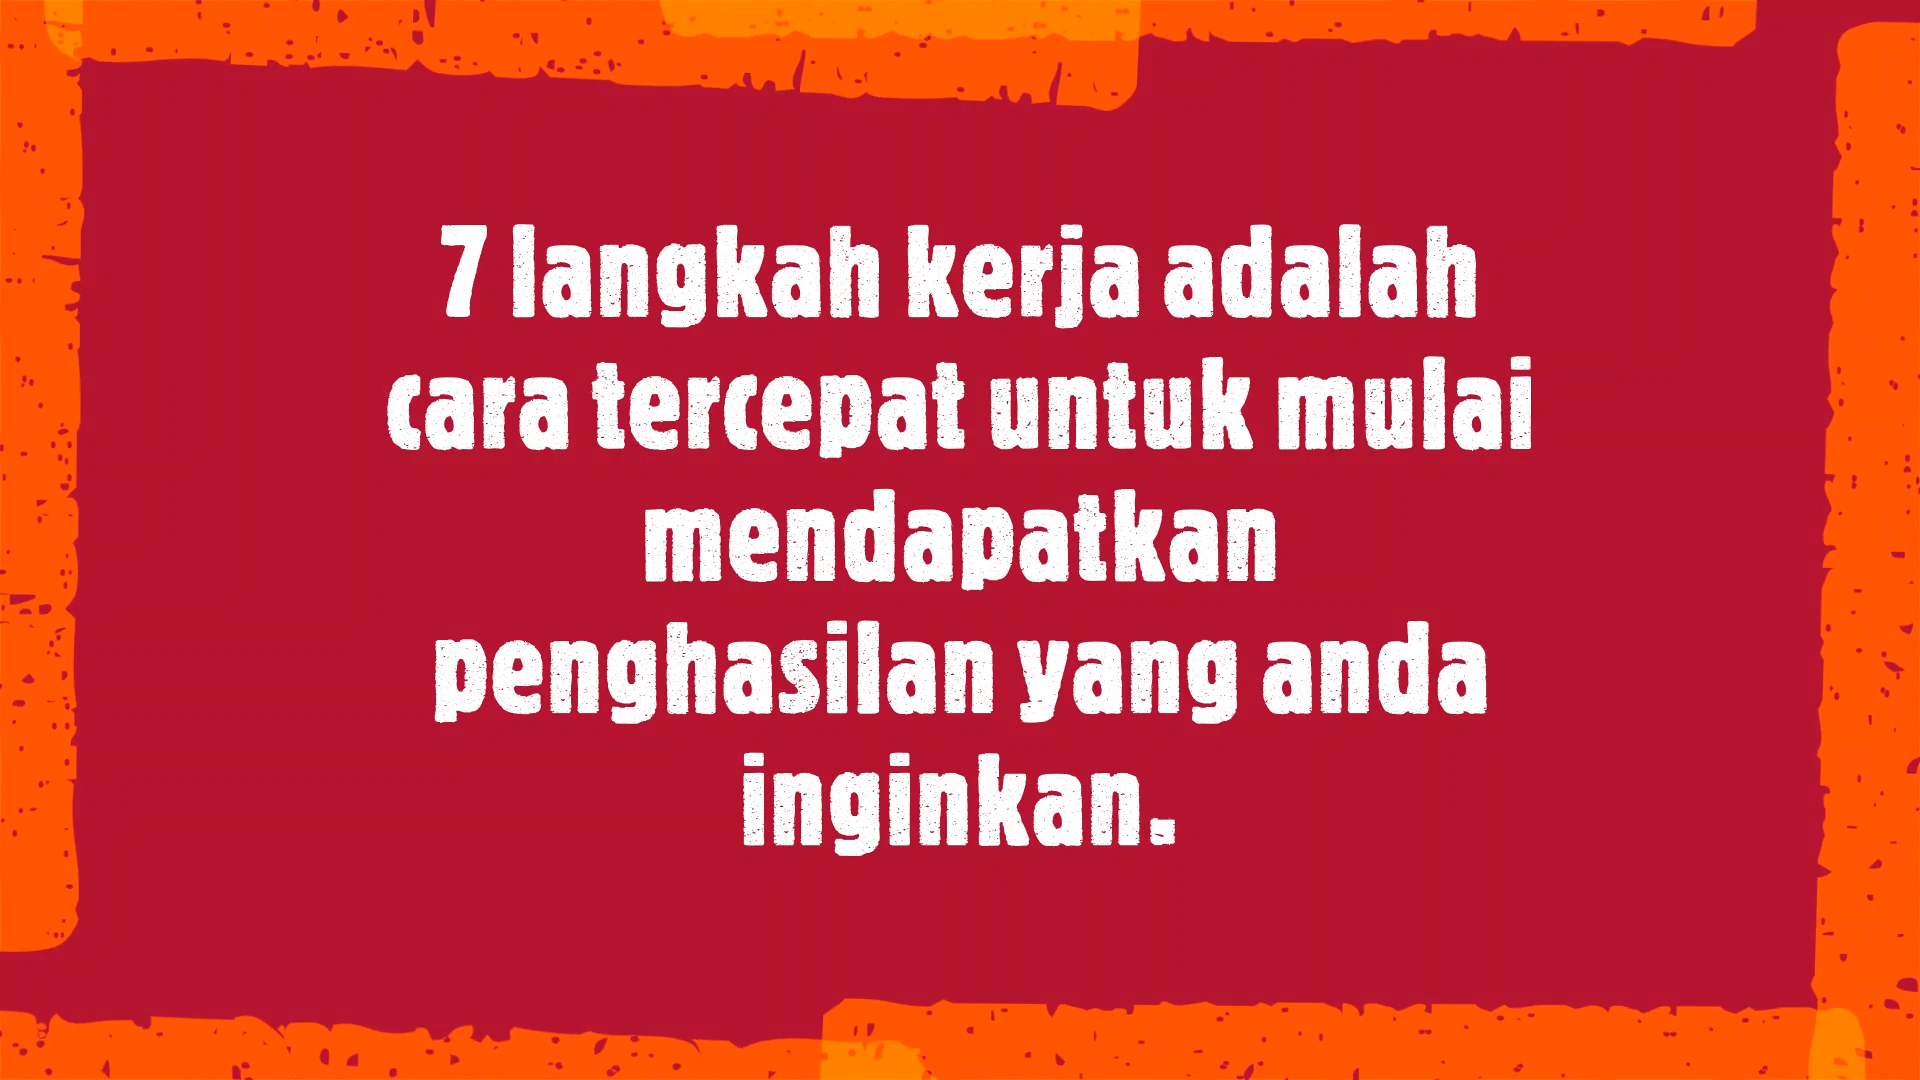 7 langkah kerja adalah
cara tercepat untuk mulai
mendapatkan
penghasilan yang anda
inginkan.